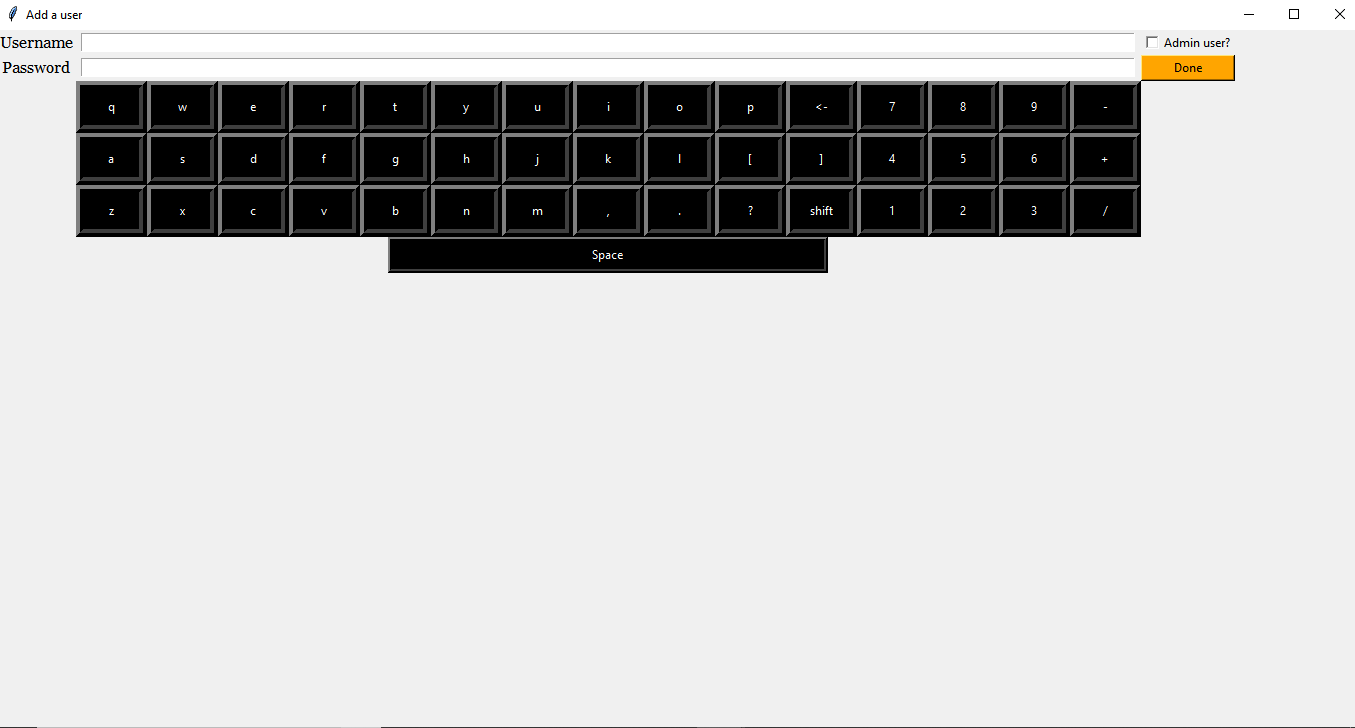 Add a user
Username Admin user?
Password Done
q w e r t y u i o p <- 7 8 9 -
a s d f g h j k l [ ] 4 5 6 +
z x c v b n m , . ? shift 1 2 3 /
Space